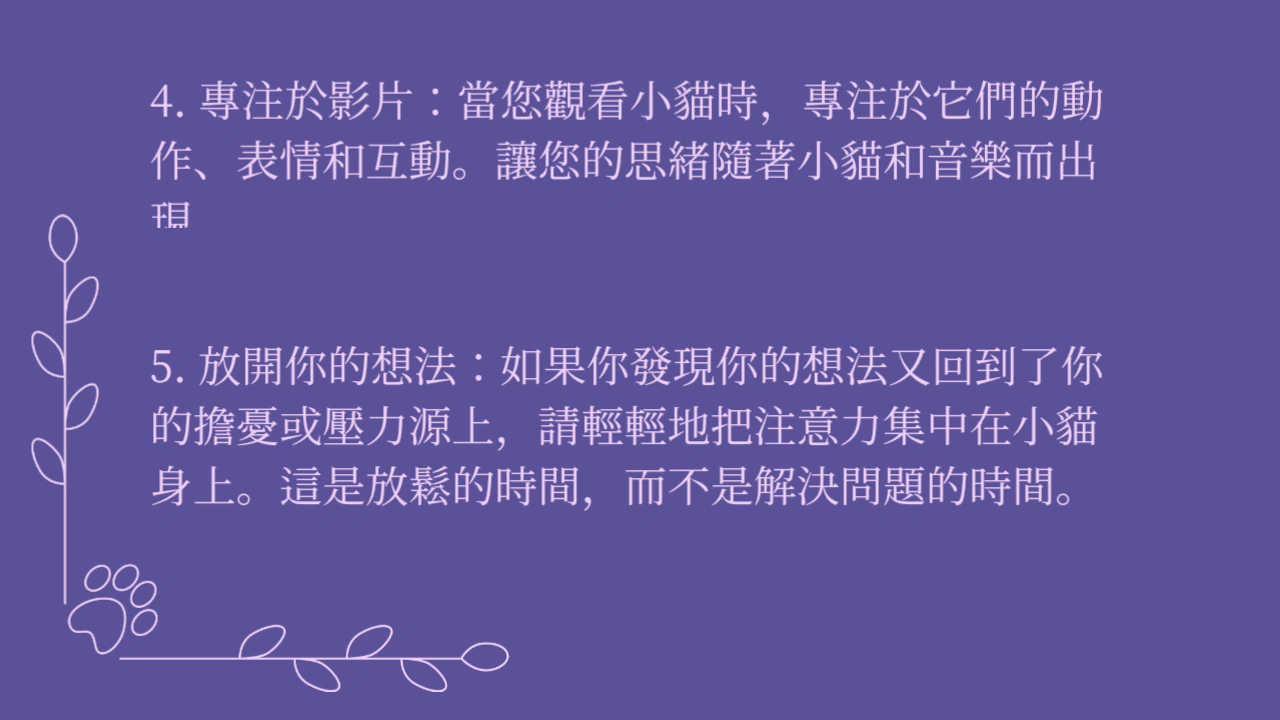 4. 專注於影片：當您觀看小貓時，專注於它們的動
作、表情和互動。讓您的思緒隨著小貓和音樂而出
現
5. 放開你的想法：如果你發現你的想法又回到了你
的擔憂或壓力源上，請輕輕地把注意力集中在小貓
身上。這是放鬆的時間，而不是解決問題的時間。